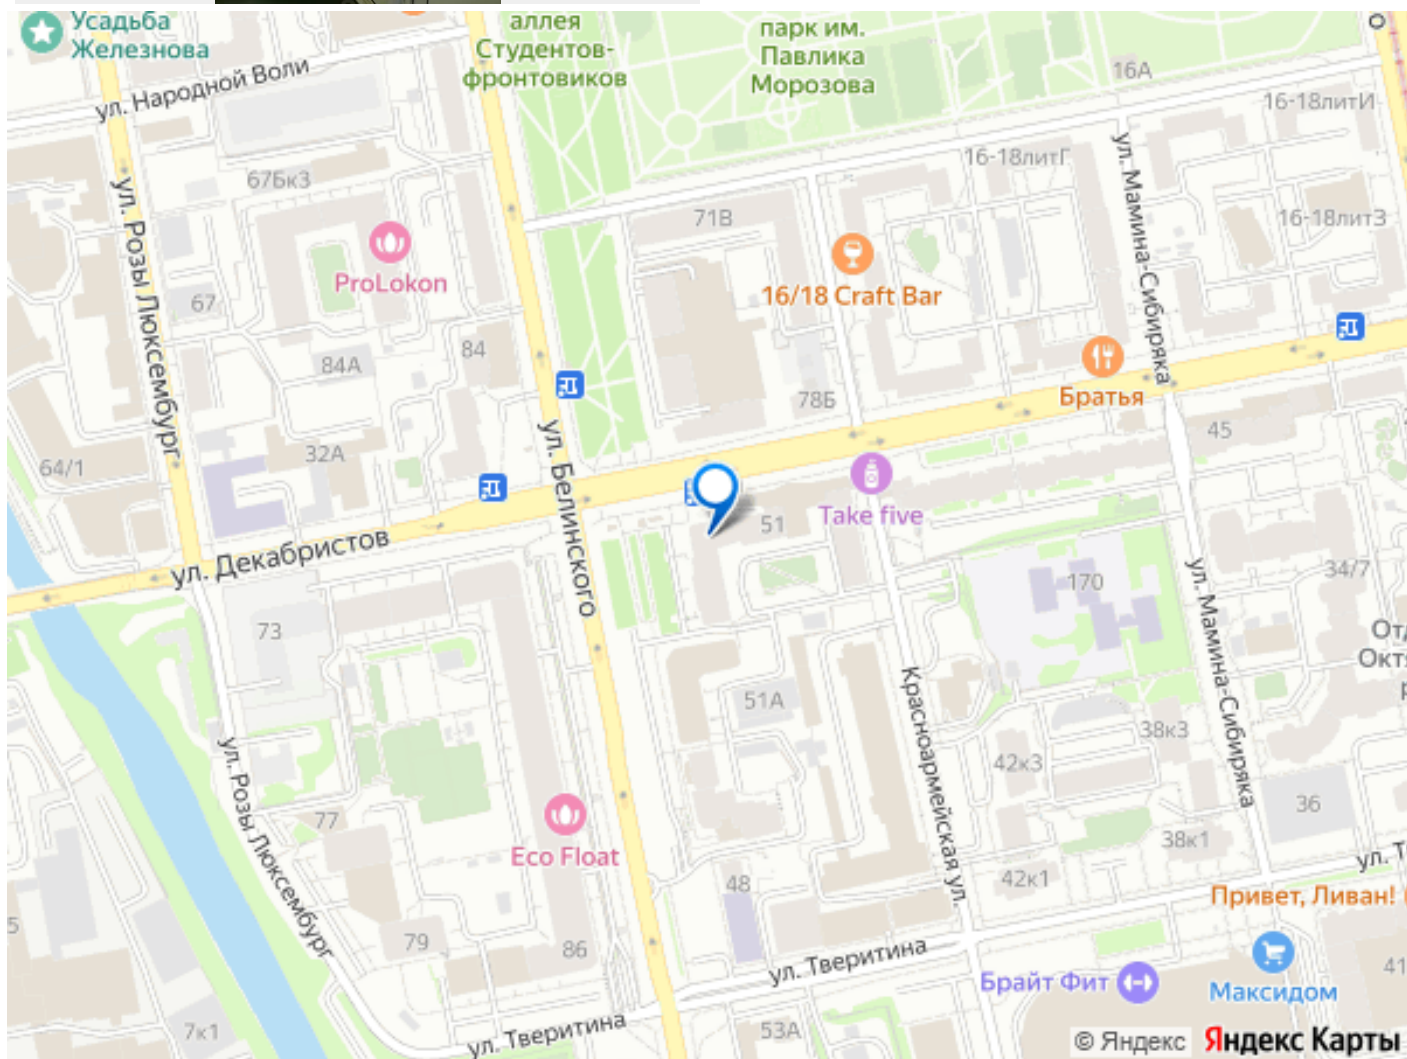 Усадьба
Железнова
аллея
Студентов-
фронтовиков
парк им.
Павлика
Морозова
ул. Народной Воли
16А
16-18литИ
67Бк3
16-18литГ
ул. Мамина-Сибиряка
ул. Розы Люксембург
71В
16-18литЗ
ProLokon
67
16/18 Craft Bar
84
84А
Братья
78Б
45
32А
64/1
ул. Белинского
51
Take five
ул. Декабристов
170
34/7
73
Красноармейская ул.
ул. Мамина-Сибиряка
51А
38к3
42к3
ул. Розы Люксембург
36
77
38к1
Eco Float
42к1
48
Привет, Ливан!
79
86
ул. Тверитина
Брайт Фит
Максидом
41
7к1
ул. Тверитина
53А
© Яндекс Яндекс Карты